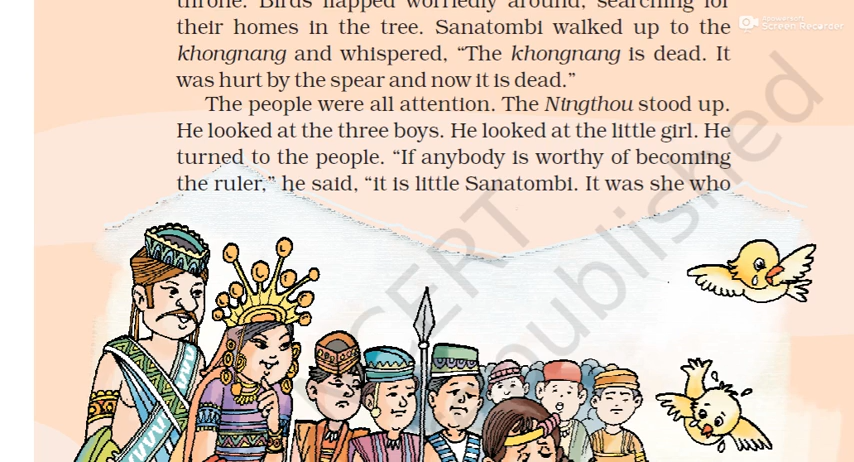 throne. Birds flapped worriedly around, searching for
their homes in the tree. Sanatombi walked up to the
khongnang and whispered, “The khongnang is dead. It
was hurt by the spear and now it is dead.”
The people were all attention. The Ningthou stood up.
He looked at the three boys. He looked at the little girl. He
turned to the people. “If anybody is worthy of becoming
the ruler,” he said, “it is little Sanatombi. It was she who
Screen Recorder
published